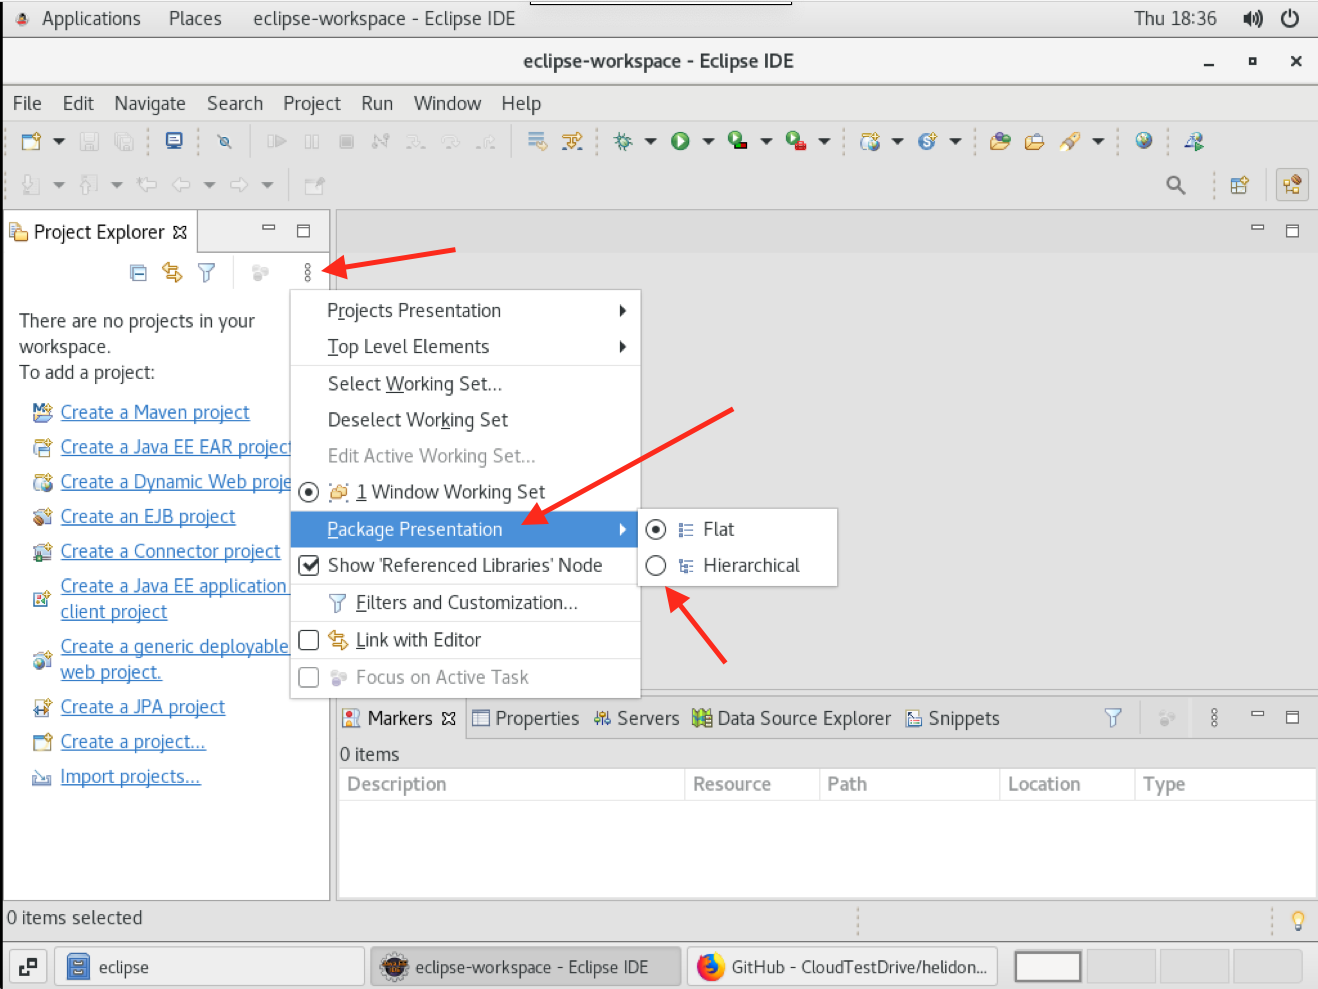 Applications Places eclipse-workspace - Eclipse IDE Thu 18:36
eclipse-workspace - Eclipse IDE
File Edit Navigate Search Project Run Window Help
Project Explorer
There are no projects in your
workspace.
To add a project:
Create a Maven project
Create a Java EE EAR project
Create a Dynamic Web proje
Create an EJB project
Create a Connector project
Create a Java EE application
client project
Create a generic deployable
web project.
Create a JPA project
Create a project...
Import projects...
Projects Presentation
Top Level Elements
Select Working Set...
Deselect Working Set
Edit Active Working Set...
1 Window Working Set
Package Presentation
Show 'Referenced Libraries' Node
Filters and Customization...
Link with Editor
Focus on Active Task
Flat
Hierarchical
Markers Properties Servers Data Source Explorer Snippets
0 items
Description Resource Path Location Type
0 items selected
eclipse eclipse-workspace - Eclipse IDE GitHub - CloudTestDrive/helidon...